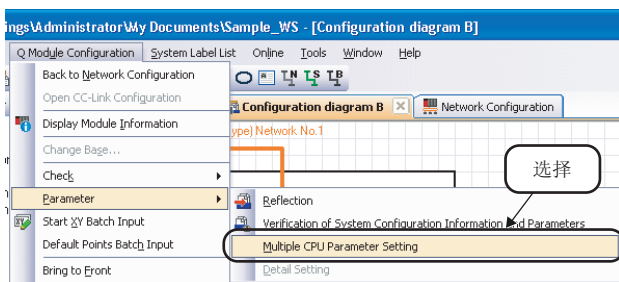 ings\Administrator\My Documents\Sample_WS - [Configuration diagram B]
Q Module Configuration System Label List Online Tools Window Help
Back to Network Configuration
Open CC-Link Configuration
Configuration diagram B Network Configuration
Display Module Information
ype) Network No.1
Change Base...
选择
Check
Parameter
Reflection
Start XY Batch Input
Verification of System Configuration Information and Parameters
Default Points Batch Input
Multiple CPU Parameter Setting
Bring to Front
Detail Setting